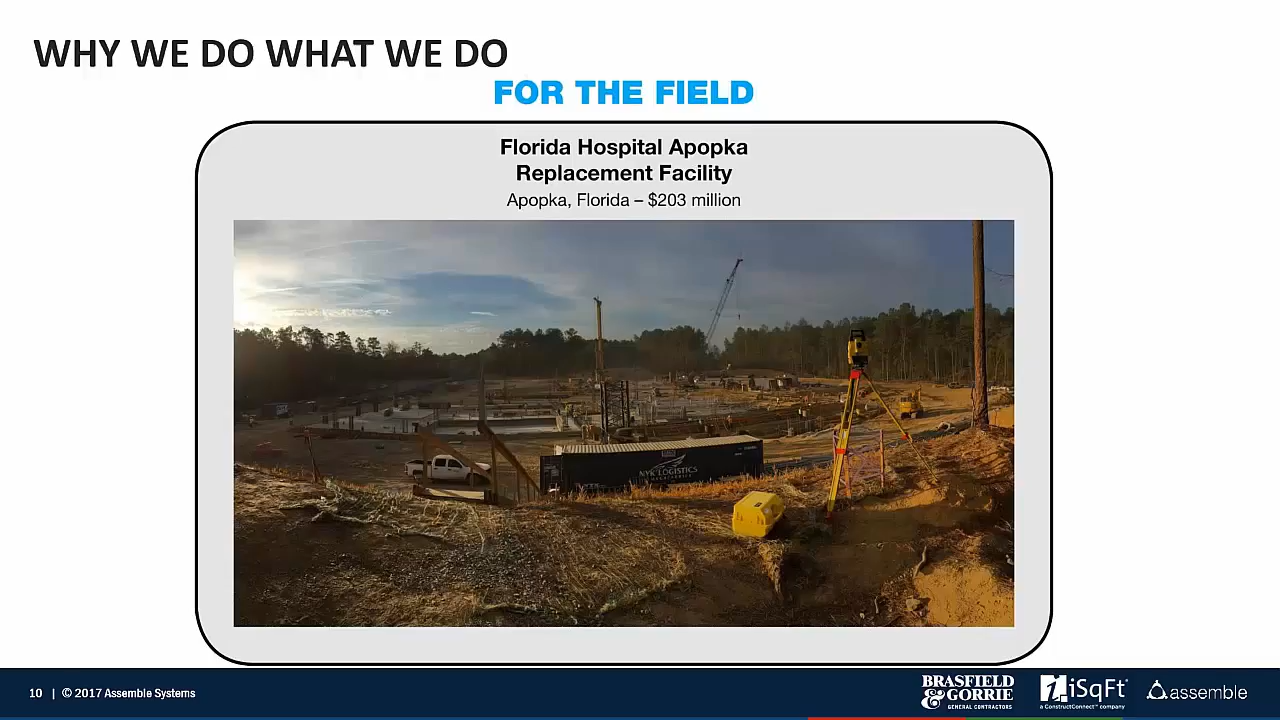 WHY WE DO WHAT WE DO
FOR THE FIELD
Florida Hospital Apopka
Replacement Facility
Apopka, Florida – $203 million
NYK LOGISTICS
10 | © 2017 Assemble Systems
BRASFIELD
& GORRIE
GENERAL CONTRACTORS
iSqFt®
a ConstructConnect™ company
assemble